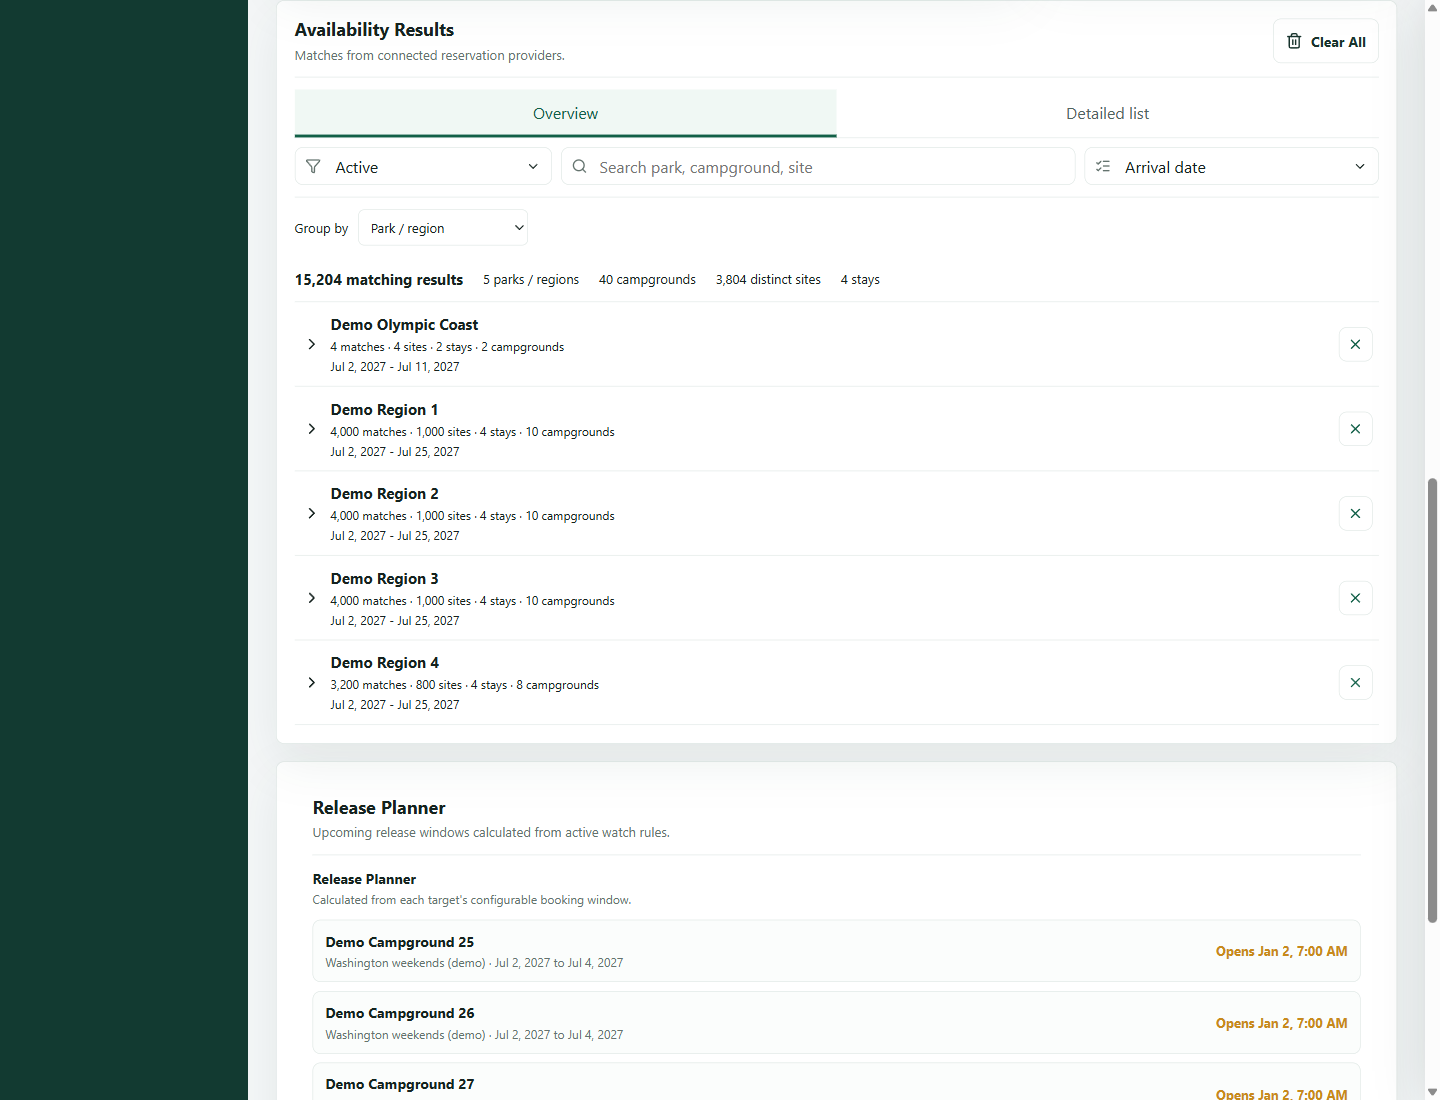 Availability Results
Matches from connected reservation providers.
Clear All
Overview
Detailed list
Active
Search park, campground, site
Arrival date
Group by
Park / region
15,204 matching results 5 parks / regions 40 campgrounds 3,804 distinct sites 4 stays
Demo Olympic Coast
4 matches · 4 sites · 2 stays · 2 campgrounds
Jul 2, 2027 - Jul 11, 2027
Demo Region 1
4,000 matches · 1,000 sites · 4 stays · 10 campgrounds
Jul 2, 2027 - Jul 25, 2027
Demo Region 2
4,000 matches · 1,000 sites · 4 stays · 10 campgrounds
Jul 2, 2027 - Jul 25, 2027
Demo Region 3
4,000 matches · 1,000 sites · 4 stays · 10 campgrounds
Jul 2, 2027 - Jul 25, 2027
Demo Region 4
3,200 matches · 800 sites · 4 stays · 8 campgrounds
Jul 2, 2027 - Jul 25, 2027
Release Planner
Upcoming release windows calculated from active watch rules.
Release Planner
Calculated from each target's configurable booking window.
Demo Campground 25
Washington weekends (demo) · Jul 2, 2027 to Jul 4, 2027
Opens Jan 2, 7:00 AM
Demo Campground 26
Washington weekends (demo) · Jul 2, 2027 to Jul 4, 2027
Opens Jan 2, 7:00 AM
Demo Campground 27
Opens Jan 2, 7:00 AM